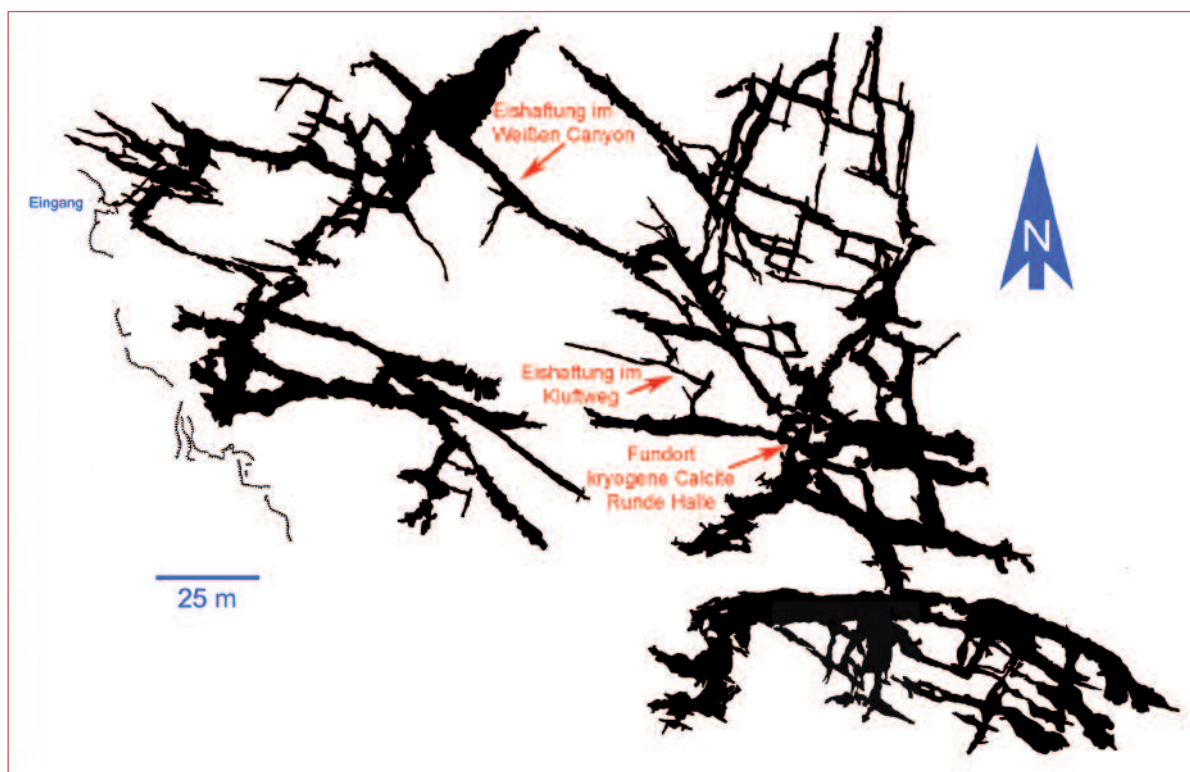 Eishaftung im
Weißen Canyon
Eingang
N
Eishaftung im
Kluftweg
Fundort
kryogene Calcite
Runde Halle
25 m